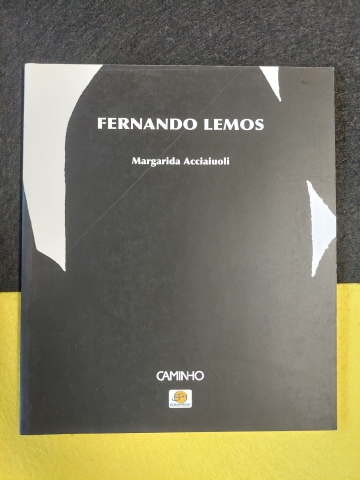 FERNANDO LEMOS
Margarida Acciaiuoli
CAMINHO